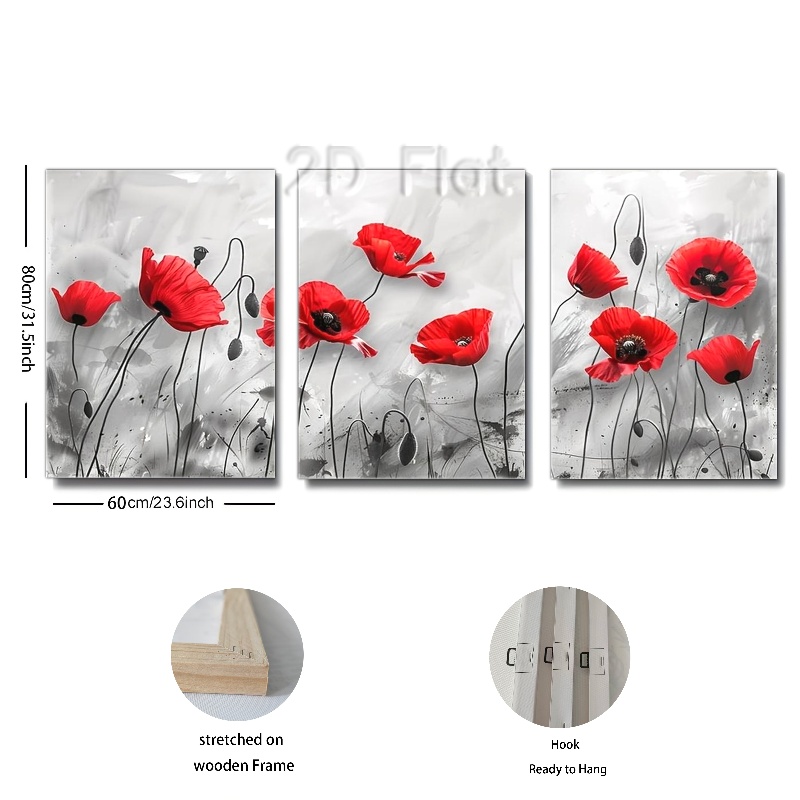 2D Flat
80cm/31.5inch
60cm/23.6inch
stretched on
wooden Frame
Hook
Ready to Hang